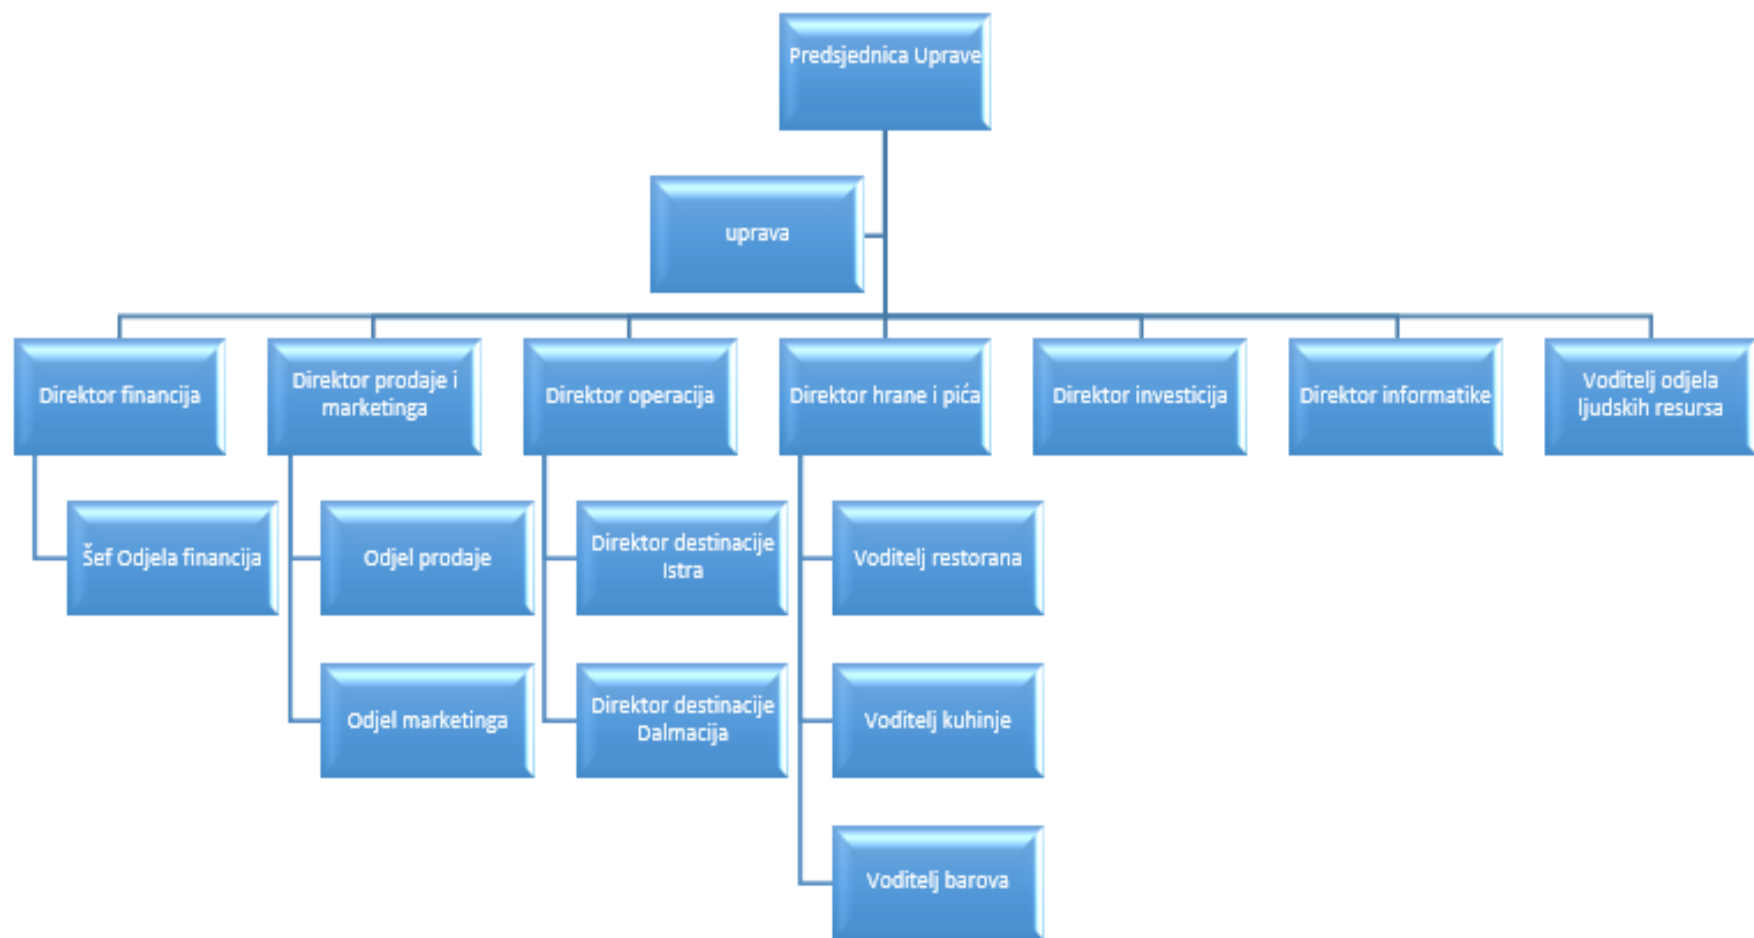 Predsjednica Uprave
uprava
Direktor financija
Direktor prodaje i
marketinga
Direktor operacija
Direktor hrane i pića
Direktor investicija
Direktor informatike
Voditelj odjela
ljudskih resursa
Šef Odjela financija
Odjel prodaje
Direktor destinacije
Istra
Voditelj restorana
Odjel marketinga
Direktor destinacije
Dalmacija
Voditelj kuhinje
Voditelj barova